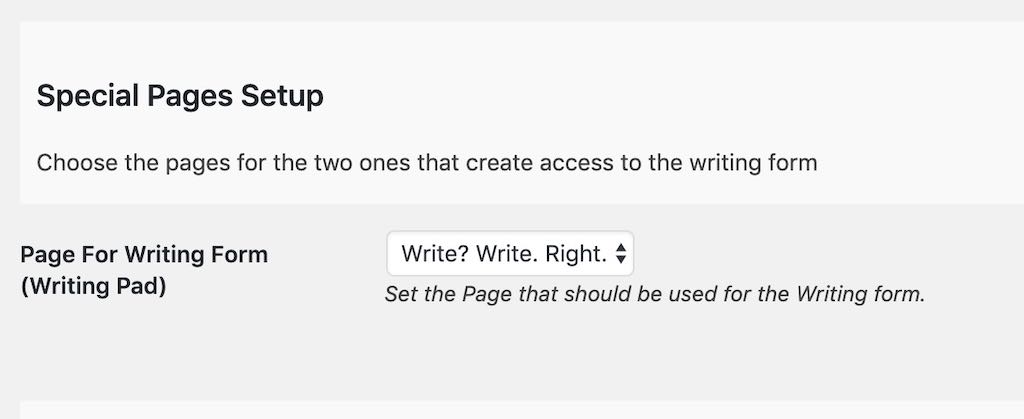 Special Pages Setup
Choose the pages for the two ones that create access to the writing form
Page For Writing Form
(Writing Pad)
Write? Write. Right.
Set the Page that should be used for the Writing form.